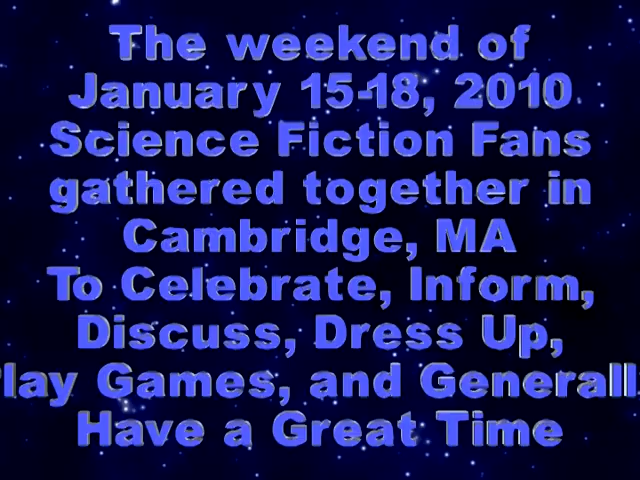 The weekend of
January 15-18, 2010
Science Fiction Fans
gathered together in
Cambridge, MA
To Celebrate, Inform,
Discuss, Dress Up,
lay Games, and Generall
Have a Great Time